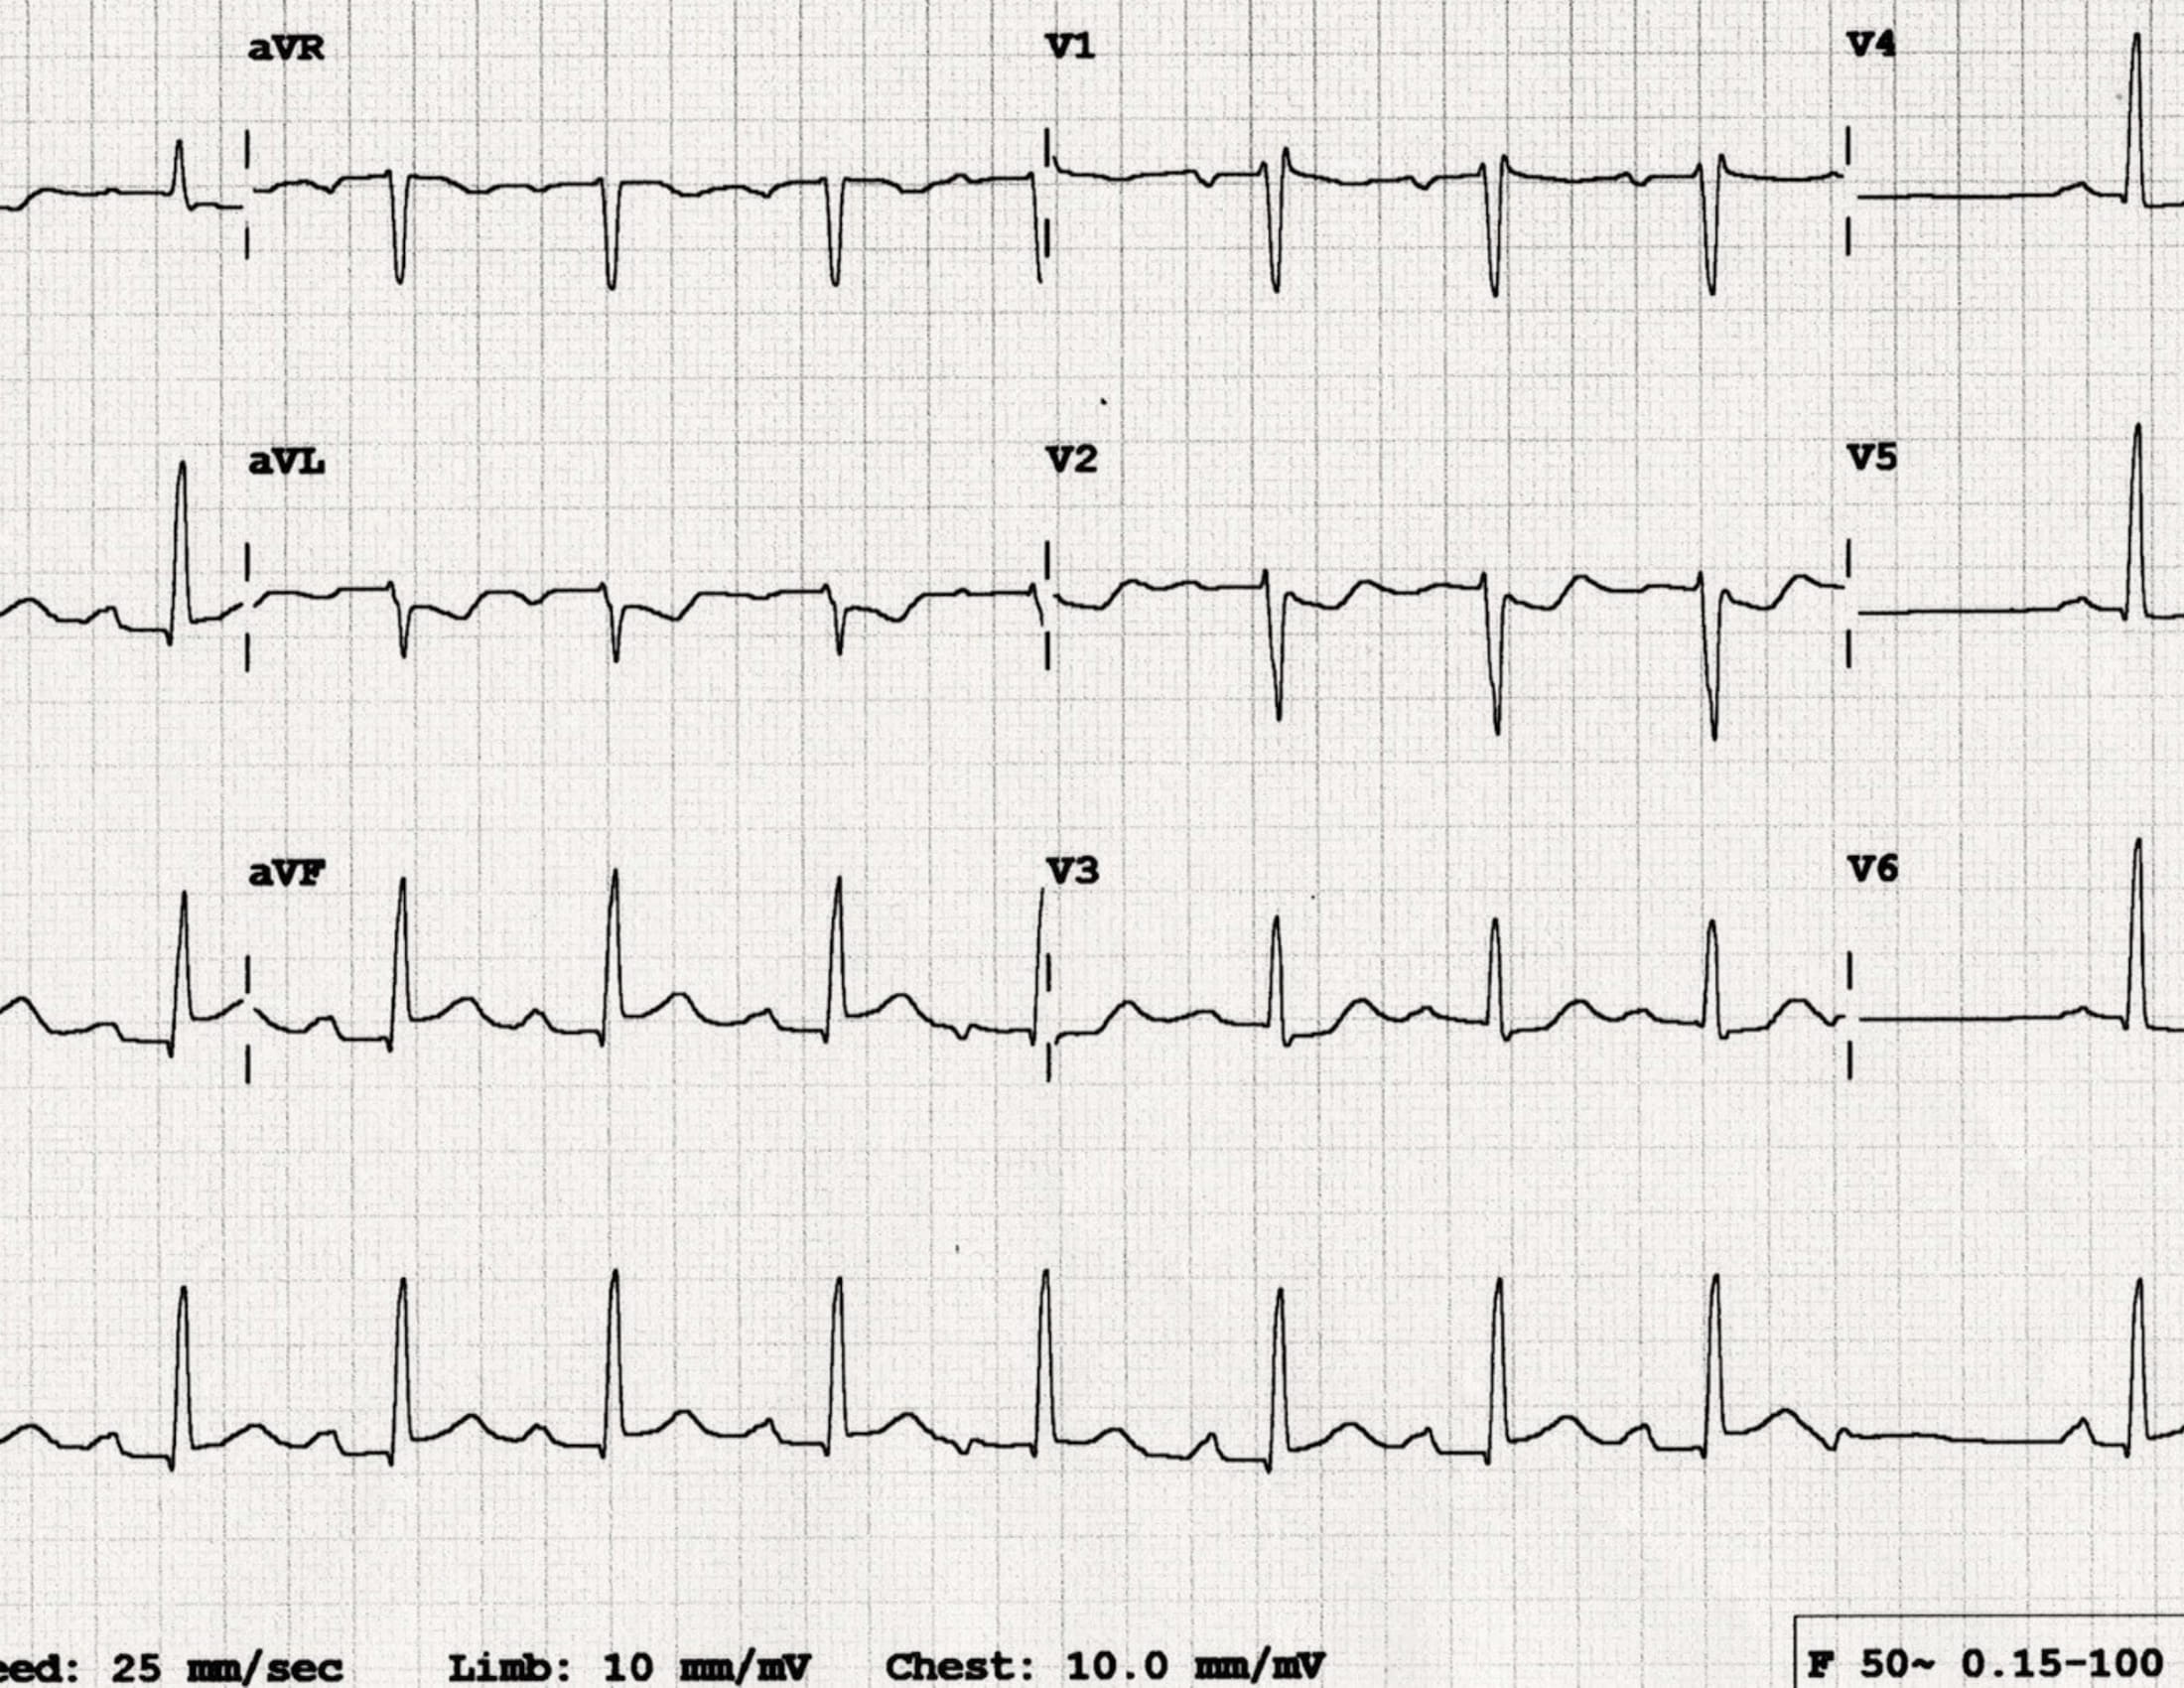 aVR V1 V4
aVL V2 V5
aVF V3 V6
eed: 25 mm/sec Limb: 10 mm/mV Chest: 10.0 mm/mV F 50~ 0.15-100